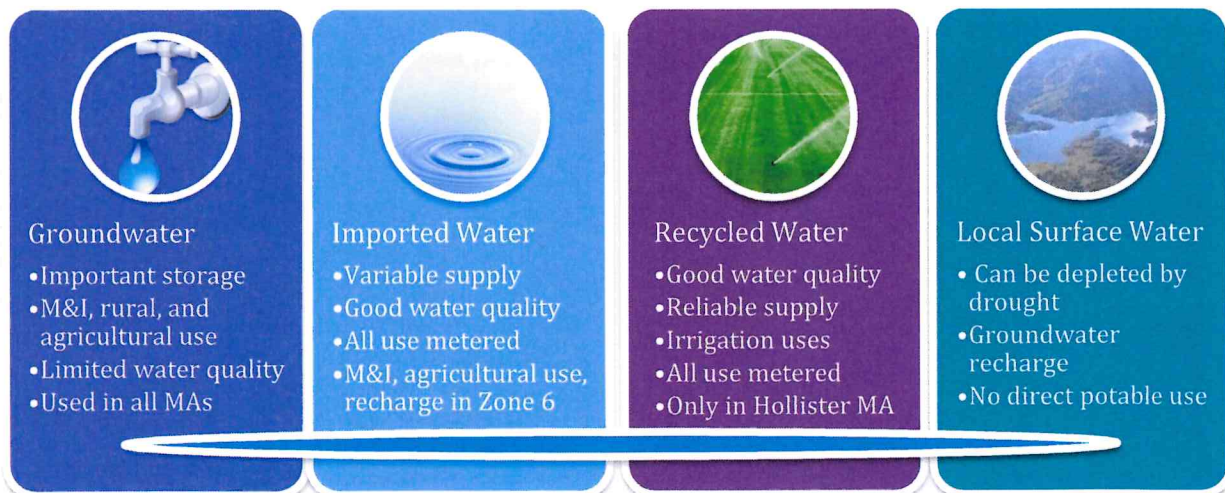 Groundwater
•Important storage
•M&I, rural, and
agricultural use
•Limited water quality
•Used in all MAs
Imported Water
•Variable supply
•Good water quality
•All use metered
•M&I, agricultural use,
recharge in Zone 6
Recycled Water
•Good water quality
•Reliable supply
•Irrigation uses
•All use metered
•Only in Hollister MA
Local Surface Water
• Can be depleted by
drought
•Groundwater
recharge
•No direct potable use